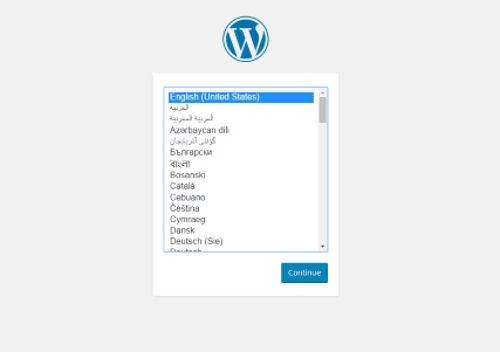 English (United States)
العربية
العربية المغربية
Azərbaycan dili
گؤنئی آذربایجان
Български
বাংলা
Bosanski
Català
Cebuano
Čeština
Cymraeg
Dansk
Deutsch (Sie)
Deutsch
Continue